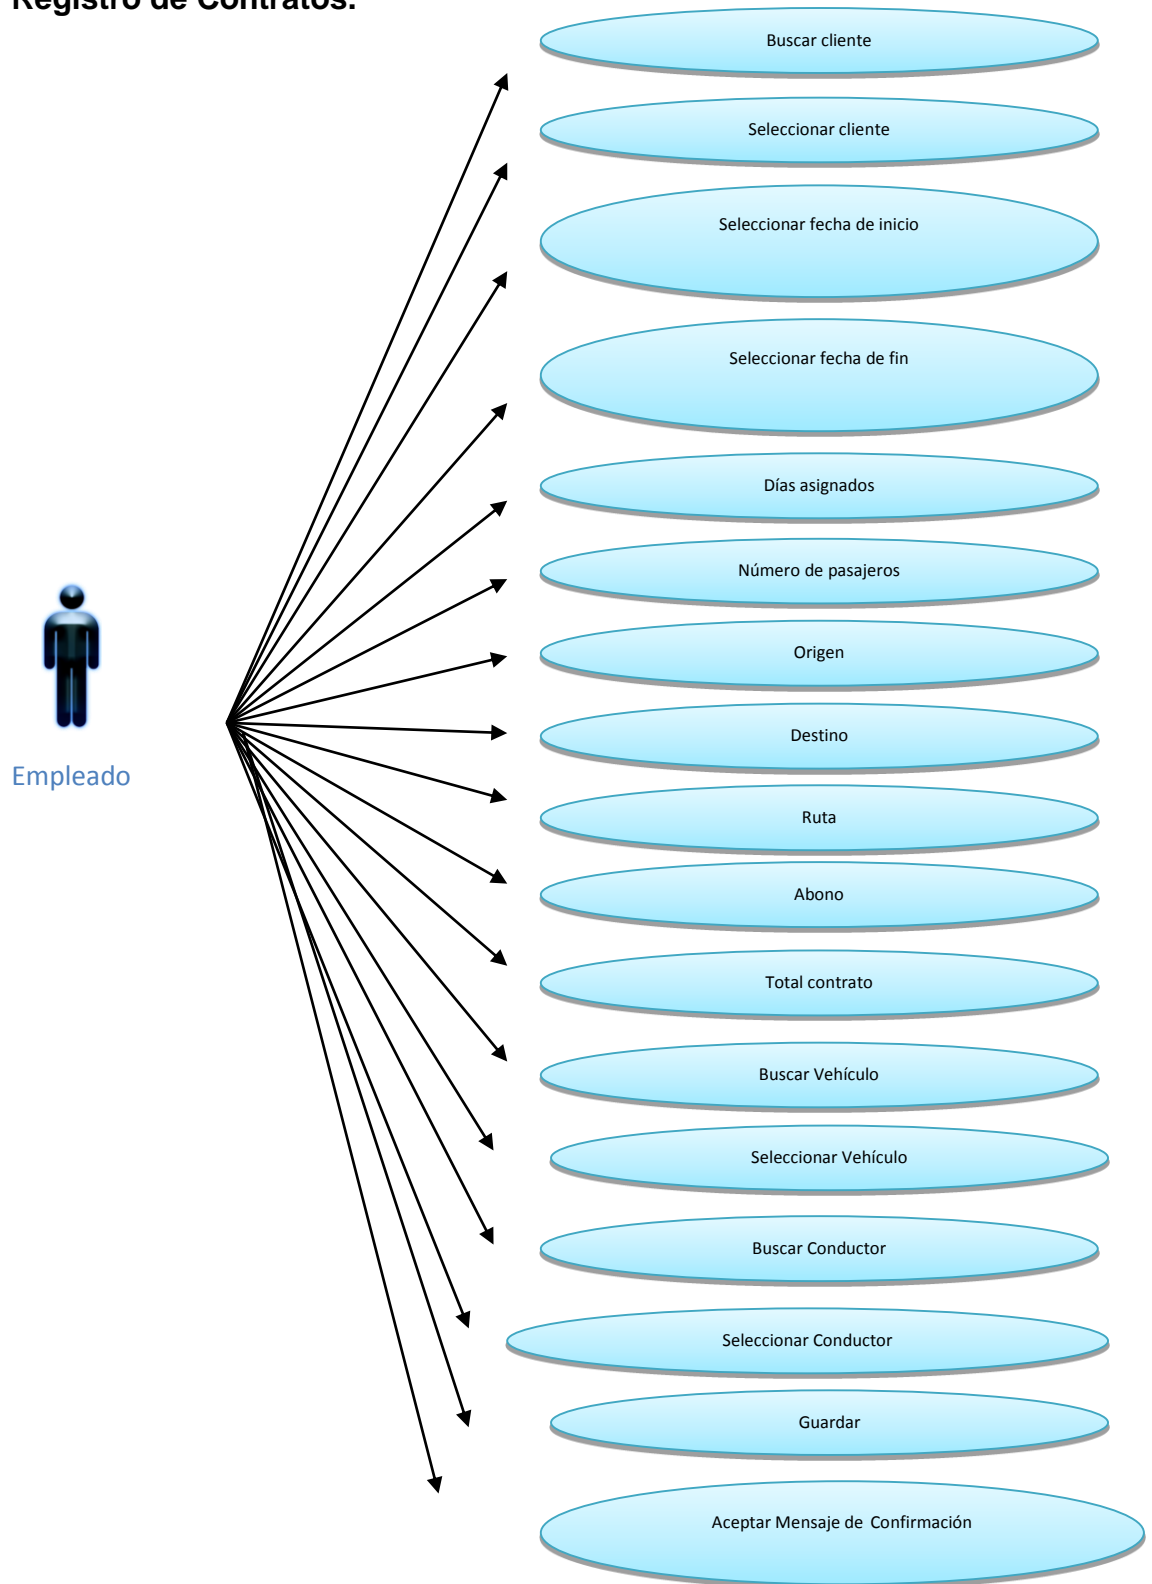 Registro de Contratos.
Buscar cliente
Seleccionar cliente
Seleccionar fecha de inicio
Seleccionar fecha de fin
Días asignados
Número de pasajeros
Origen
Destino
Empleado
Ruta
Abono
Total contrato
Buscar Vehículo
Seleccionar Vehículo
Buscar Conductor
Seleccionar Conductor
Guardar
Aceptar Mensaje de Confirmación